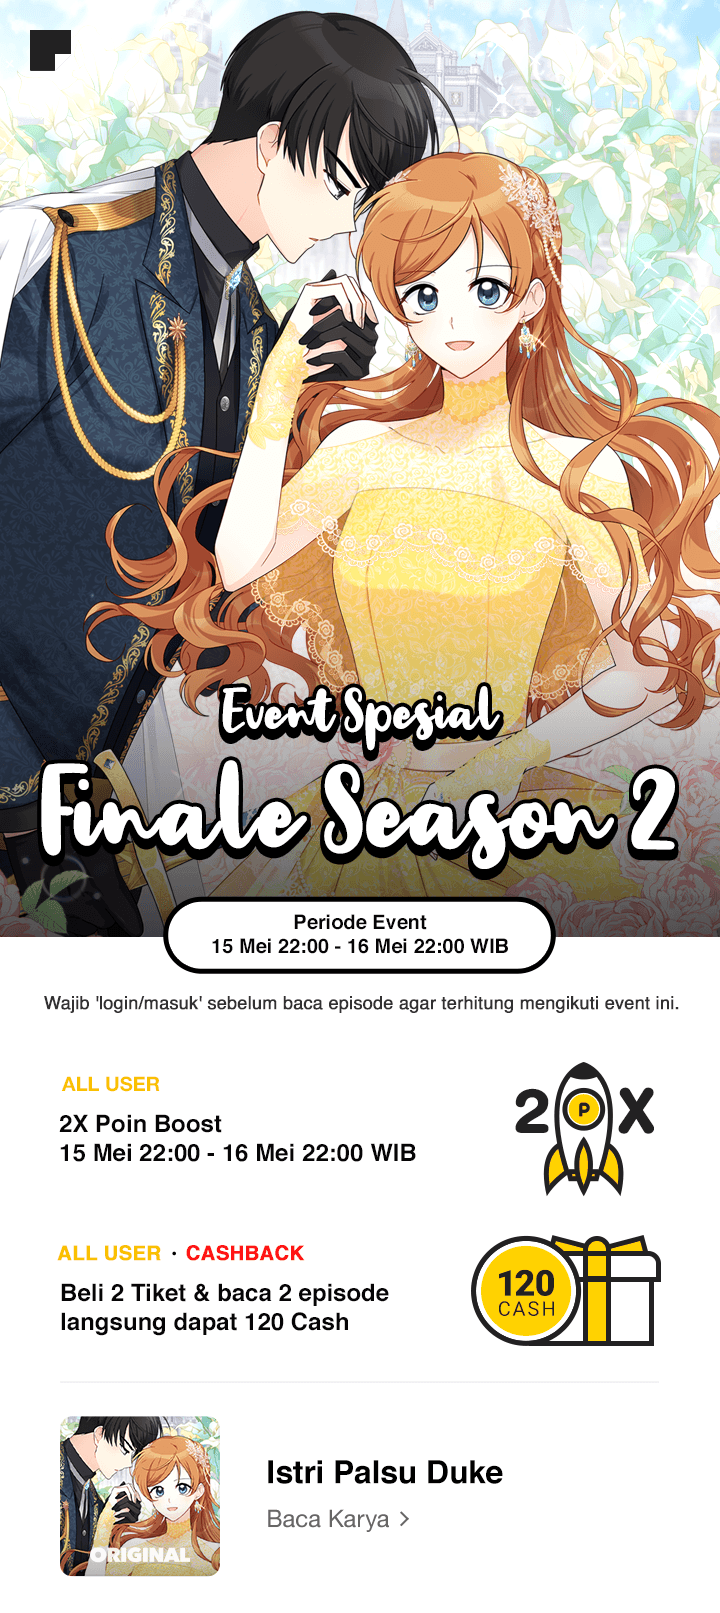 Event Spesial
Finale Season 2
Periode Event
15 Mei 22:00 - 16 Mei 22:00 WIB
Wajib 'login/masuk' sebelum baca episode agar terhitung mengikuti event ini.
ALL USER
2X Poin Boost
15 Mei 22:00 - 16 Mei 22:00 WIB
2 P X
ALL USER · CASHBACK
Beli 2 Tiket & baca 2 episode
langsung dapat 120 Cash
120
CASH
ORIGINAL
Istri Palsu Duke
Baca Karya >